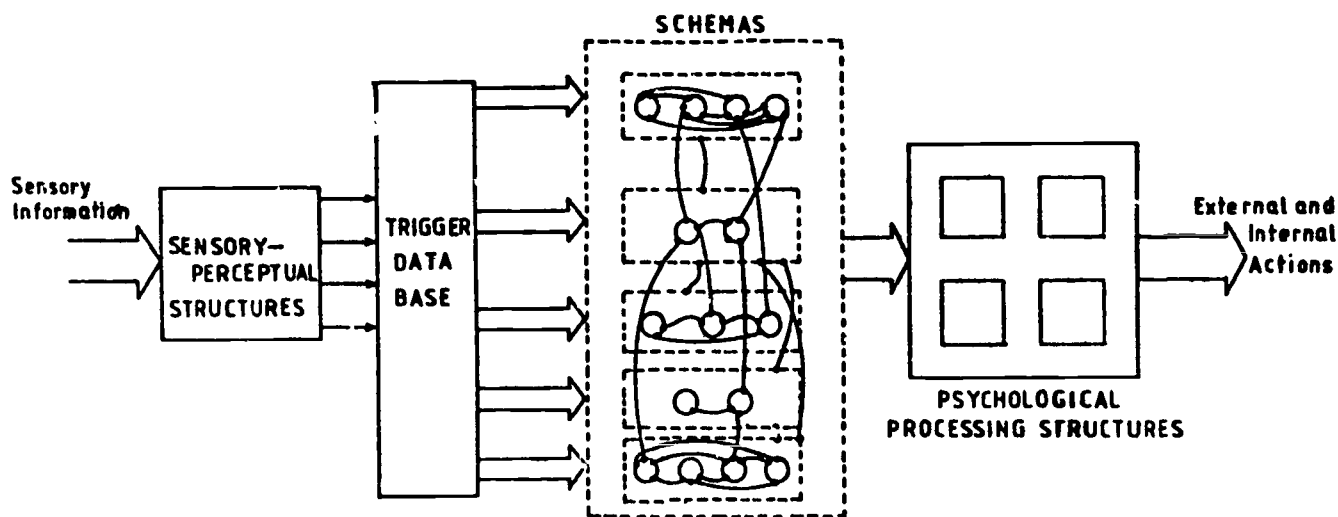 SCHEMAS
Sensory
Information
SENSORY-
PERCEPTUAL
STRUCTURES
TRIGGER
DATA
BASE
External and
Internal
Actions
PSYCHOLOGICAL
PROCESSING STRUCTURES